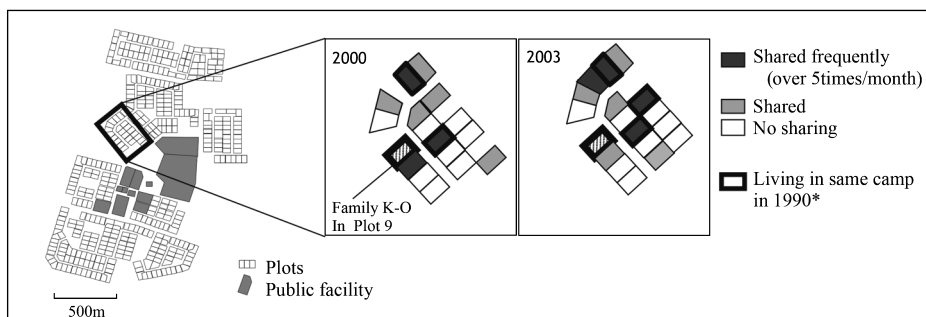 2000
2003
Family K-O
In Plot 9
Plots
Public facility
500m
Shared frequently
(over 5times/month)
Shared
No sharing
Living in same camp
in 1990*